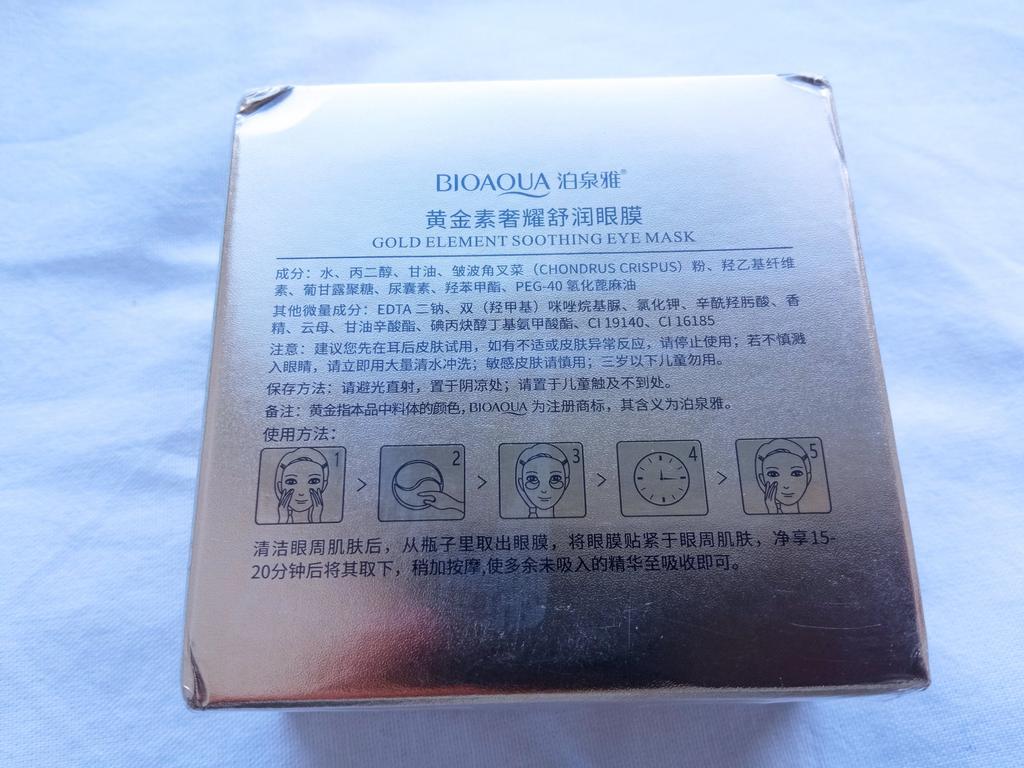 BIOAQUA 泊泉雅®
黄金素奢耀舒润眼膜
GOLD ELEMENT SOOTHING EYE MASK
成分：水、丙二醇、甘油、皱波角叉菜（CHONDRUS CRISPUS）粉、羟乙基纤维
素、葡甘露聚糖、尿囊素、羟苯甲酯、PEG-40 氢化蓖麻油
其他微量成分：EDTA 二钠、双（羟甲基）咪唑烷基脲、氯化钾、辛酰羟肟酸、香
精、云母、甘油辛酸酯、碘丙炔醇丁基氨甲酸酯、CI 19140、CI 16185
注意：建议您先在耳后皮肤试用，如有不适或皮肤异常反应，请停止使用；若不慎溅
入眼睛，请立即用大量清水冲洗；敏感皮肤请慎用；三岁以下儿童勿用。
保存方法：请避光直射，置于阴凉处；请置于儿童触及不到处。
备注：黄金指本品中料体的颜色，BIOAQUA 为注册商标，其含义为泊泉雅。
使用方法：
1 > 2 > 3 > 4 > 5
清洁眼周肌肤后，从瓶子里取出眼膜，将眼膜贴紧于眼周肌肤，净享15-
20分钟后将其取下，稍加按摩,使多余未吸入的精华至吸收即可。